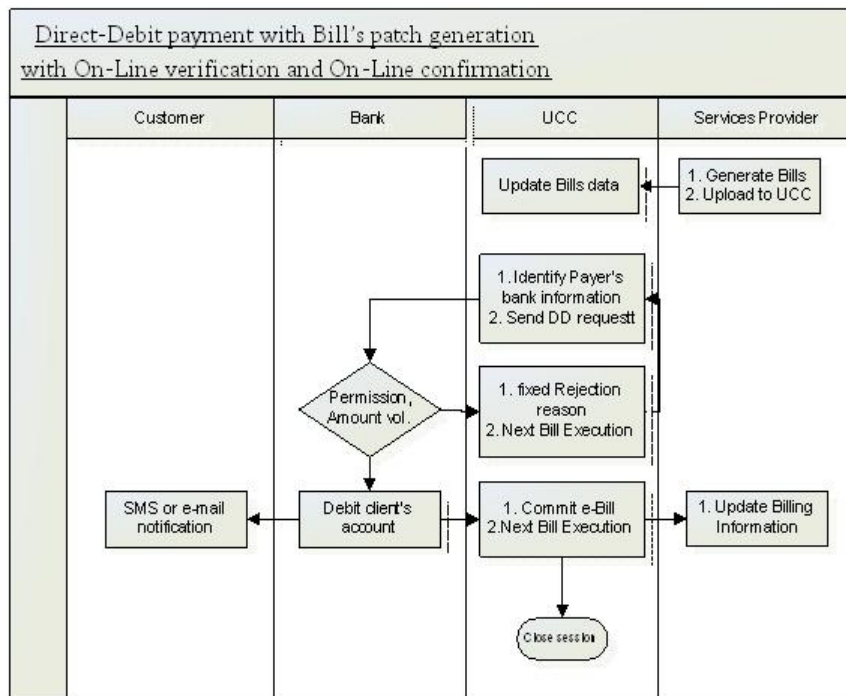 Direct-Debit payment with Bill's patch generation
with On-Line verification and On-Line confirmation
Customer
Bank
UCC
Services Provider
Update Bills data
1. Generate Bills
2. Upload to UCC
1. Identify Payer's
bank information
2. Send DD requestt
Permission,
Amount vol.
1. fixed Rejection
reason
2. Next Bill Execution
SMS or e-mail
notification
Debit client's
account
1. Commit e-Bill
2.Next Bill Execution
1. Update Billing
Information
Close session